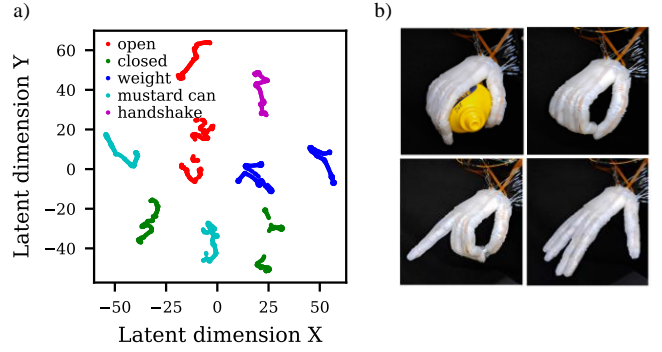 a)
b)
open
closed
weight
mustard can
handshake
Latent dimension Y
60
40
20
0
−20
−40
−50
−25
0
25
50
Latent dimension X